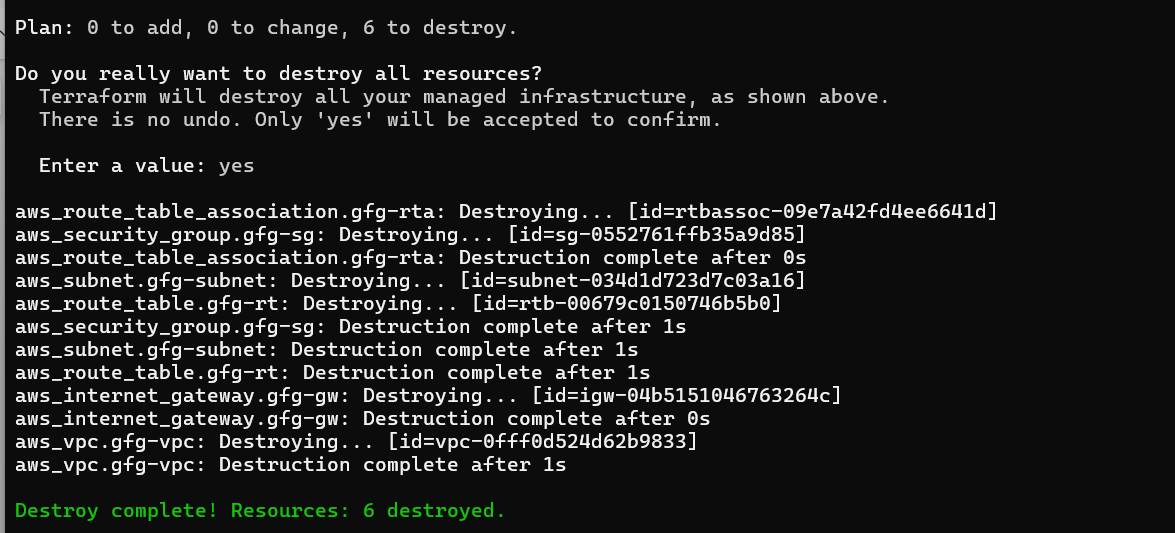 Plan: 0 to add, 0 to change, 6 to destroy.
Do you really want to destroy all resources?
Terraform will destroy all your managed infrastructure, as shown above.
There is no undo. Only 'yes' will be accepted to confirm.
Enter a value: yes
aws_route_table_association.gfg-rta: Destroying... [id=rtbassoc-09e7a42fd4ee6641d]
aws_security_group.gfg-sg: Destroying... [id=sg-0552761ffb35a9d85]
aws_route_table_association.gfg-rta: Destruction complete after 0s
aws_subnet.gfg-subnet: Destroying... [id=subnet-034d1d723d7c03a16]
aws_route_table.gfg-rt: Destroying... [id=rtb-00679c0150746b5b0]
aws_security_group.gfg-sg: Destruction complete after 1s
aws_subnet.gfg-subnet: Destruction complete after 1s
aws_route_table.gfg-rt: Destruction complete after 1s
aws_internet_gateway.gfg-gw: Destroying... [id=igw-04b5151046763264c]
aws_internet_gateway.gfg-gw: Destruction complete after 0s
aws_vpc.gfg-vpc: Destroying... [id=vpc-0fff0d524d62b9833]
aws_vpc.gfg-vpc: Destruction complete after 1s
Destroy complete! Resources: 6 destroyed.